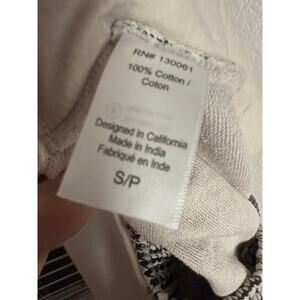 RN# 130061
100% Cotton /
Coton
Designed in California
Made in India
Fabriqué en Inde
S/P